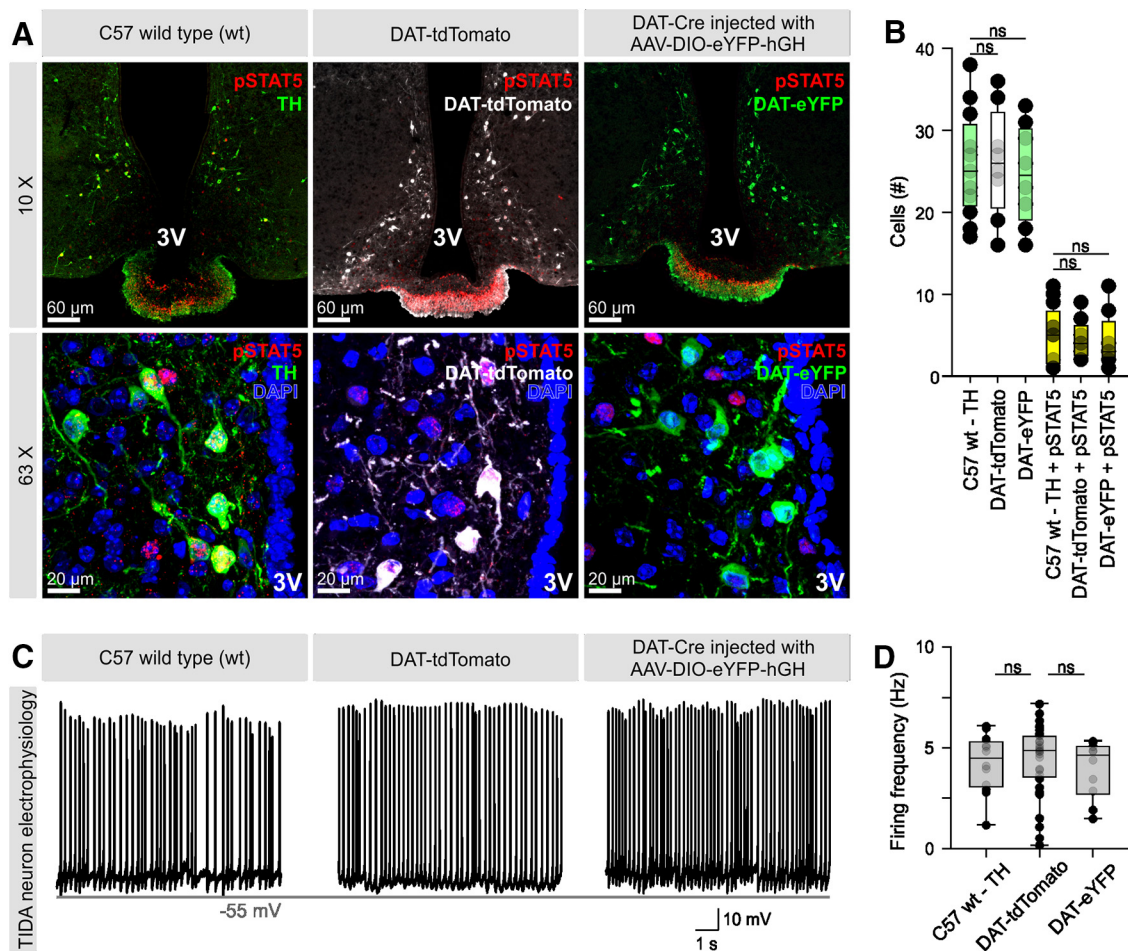 A
C57 wild type (wt)
DAT-tdTomato
DAT-Cre injected with
AAV-DIO-eYFP-hGH
10 X
pSTAT5
TH
3V
60 µm
pSTAT5
DAT-tdTomato
3V
60 µm
pSTAT5
DAT-eYFP
3V
60 µm
63 X
pSTAT5
TH
DAPI
20 µm
3V
pSTAT5
DAT-tdTomato
DAPI
20 µm
3V
pSTAT5
DAT-eYFP
DAPI
20 µm
3V
B
Cells (#)
40
30
20
10
0
ns
ns
ns
ns
C57 wt - TH
DAT-tdTomato
DAT-eYFP
C57 wt - TH + pSTAT5
DAT-tdTomato + pSTAT5
DAT-eYFP + pSTAT5
C
C57 wild type (wt)
DAT-tdTomato
DAT-Cre injected with
AAV-DIO-eYFP-hGH
TIDA neuron electrophysiology
-55 mV
10 mV
1 s
D
Firing frequency (Hz)
10
5
0
ns
ns
C57 wt - TH
DAT-tdTomato
DAT-eYFP